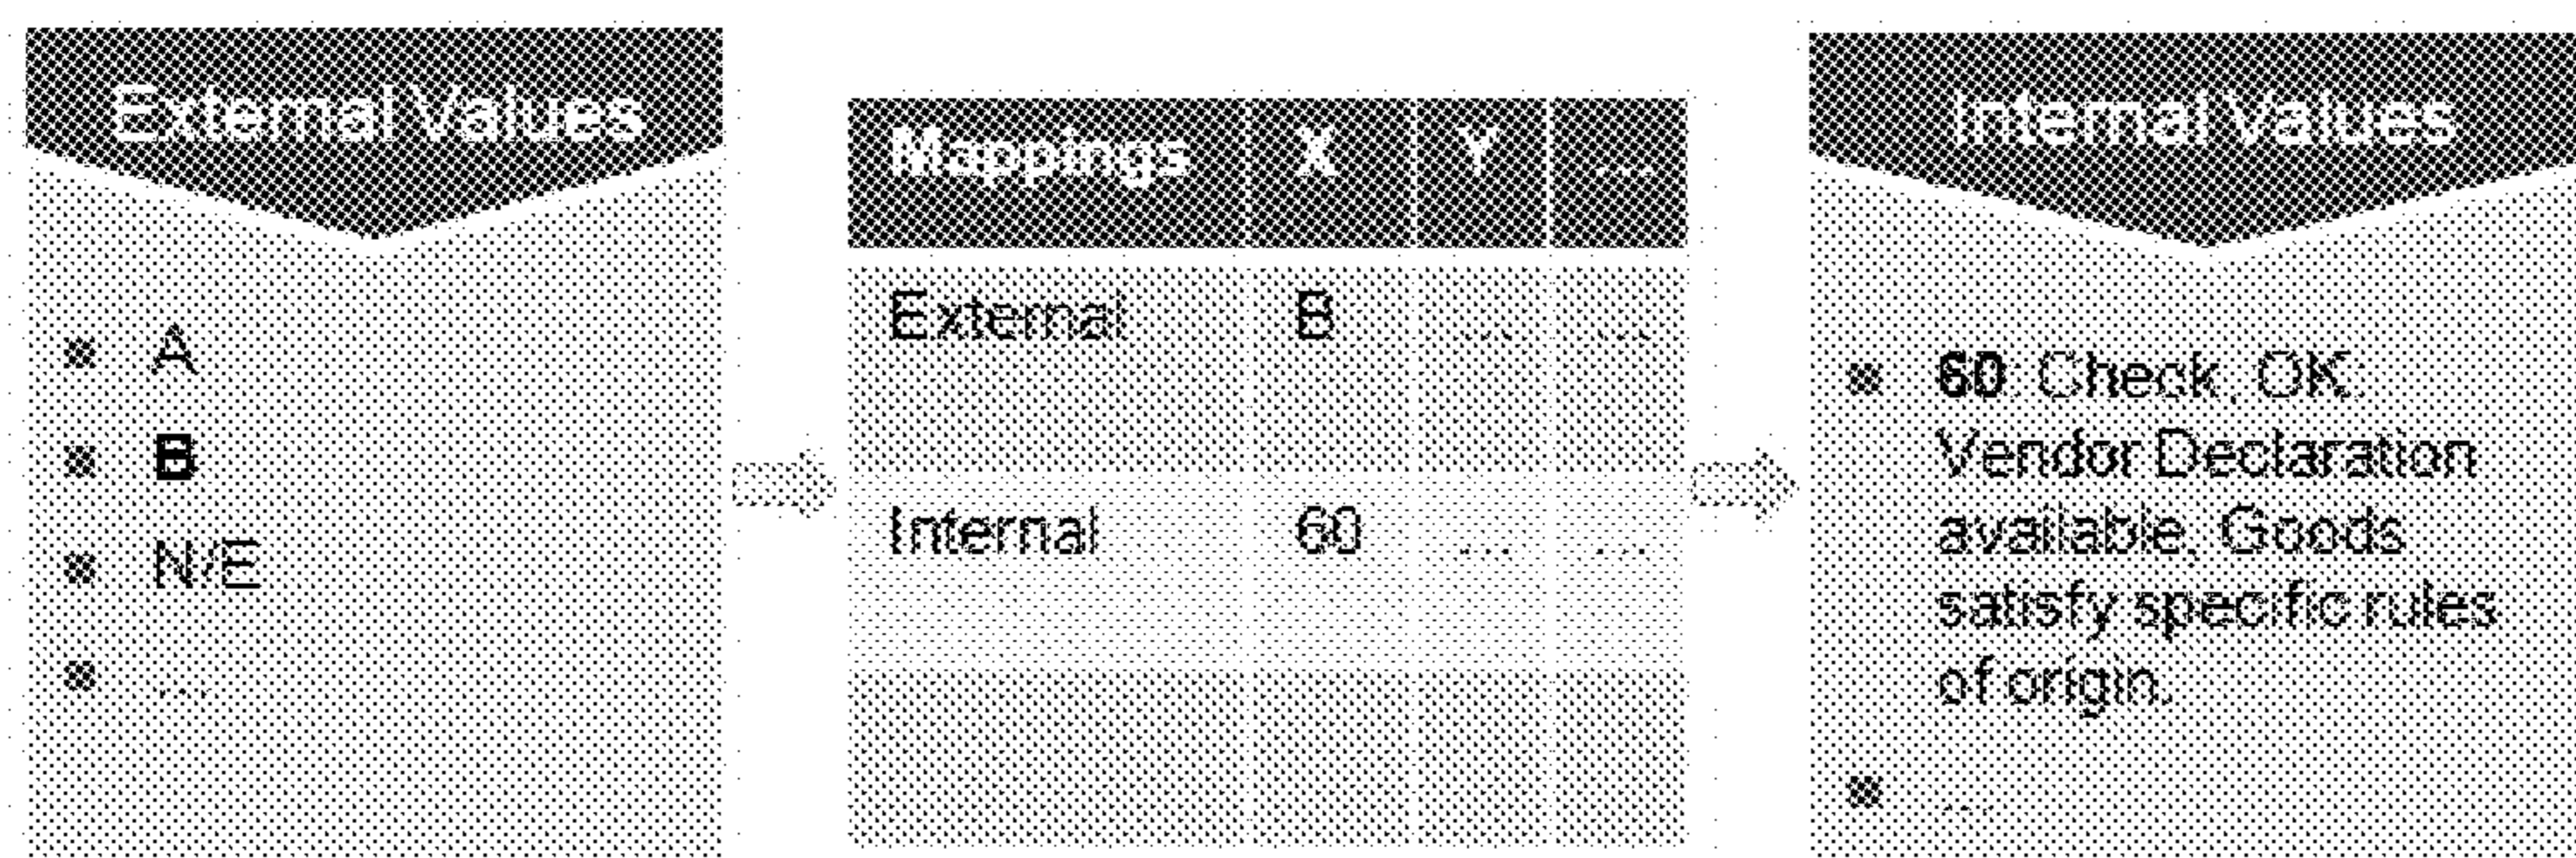 External Values
A
B
N/E
...
Mappings X Y ...
External B ... ...
Internal 60 ... ...
Internal Values
60: Check, OK:
Vendor Declaration
available, Goods
satisfy specific rules
of origin.
...